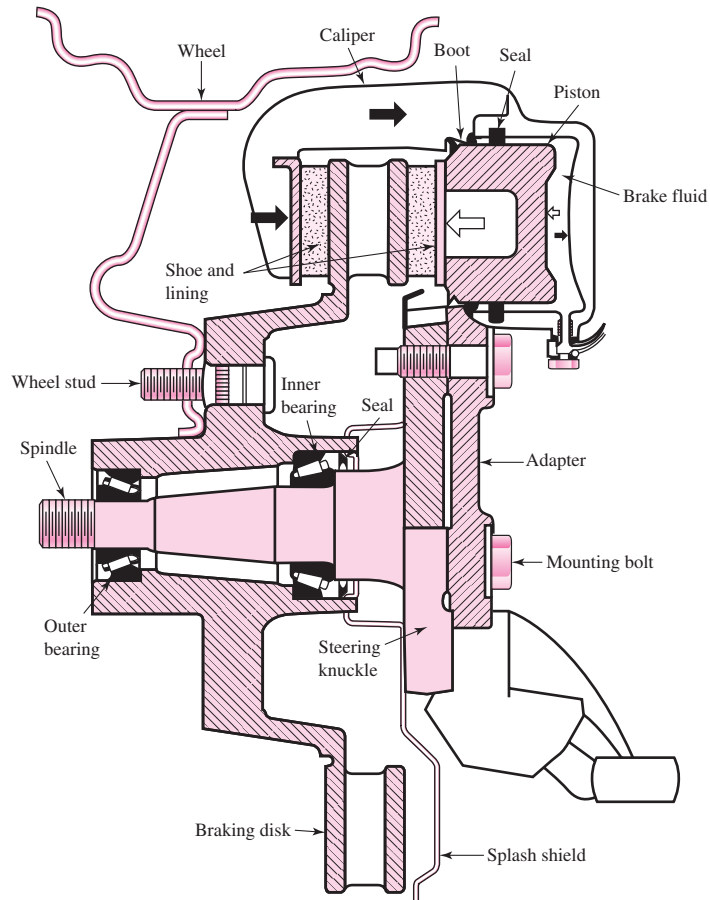 Caliper
Wheel
Boot
Seal
Piston
Brake fluid
Shoe and
lining
Wheel stud
Inner
bearing
Seal
Spindle
Adapter
Mounting bolt
Outer
bearing
Steering
knuckle
Braking disk
Splash shield